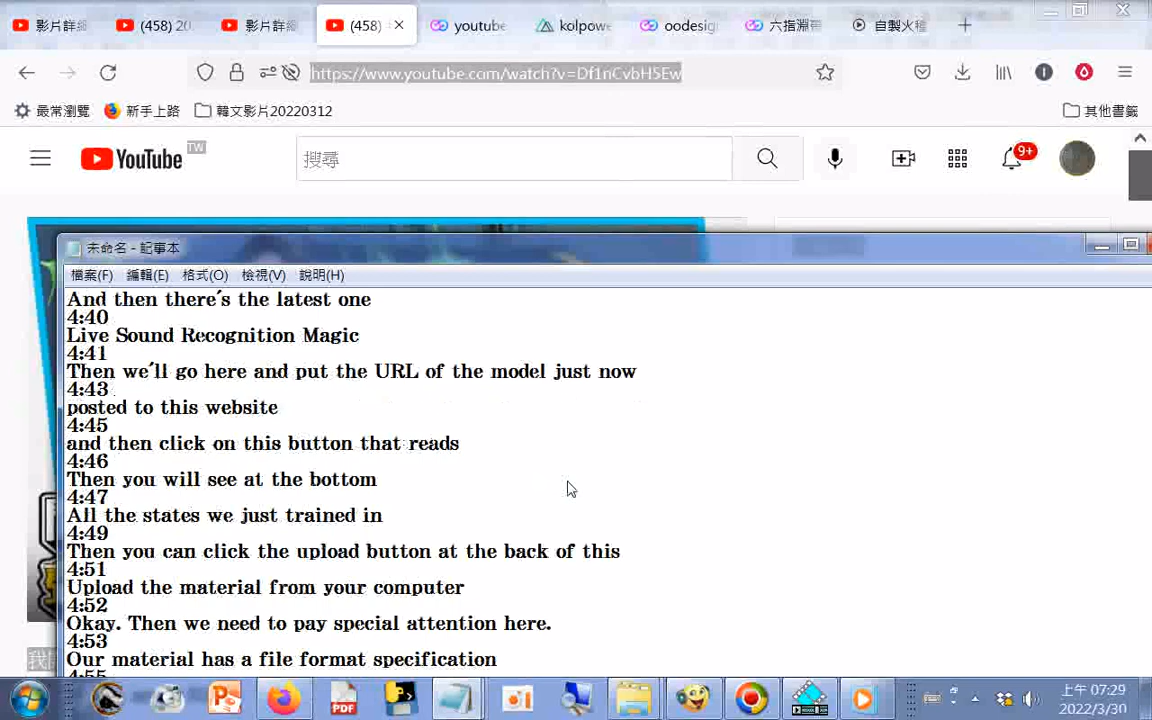 影片詳細
(458) 20
影片詳細
(458)
youtube
kolpowe
oodesig
六指淵
自製火種
https://www.youtube.com/watch?v=Df1nCvbH5Ew
最常瀏覽
新手上路
韓文影片20220312
其他書籤
YouTube TW
搜尋
9+
未命名 - 記事本
檔案(F) 編輯(E) 格式(O) 檢視(V) 說明(H)
And then there's the latest one
4:40
Live Sound Recognition Magic
4:41
Then we'll go here and put the URL of the model just now
4:43
posted to this website
4:45
and then click on this button that reads
4:46
Then you will see at the bottom
4:47
All the states we just trained in
4:49
Then you can click the upload button at the back of this
4:51
Upload the material from your computer
4:52
Okay. Then we need to pay special attention here.
4:53
Our material has a file format specification
4:55
PDF
上午 07:29
2022/3/30